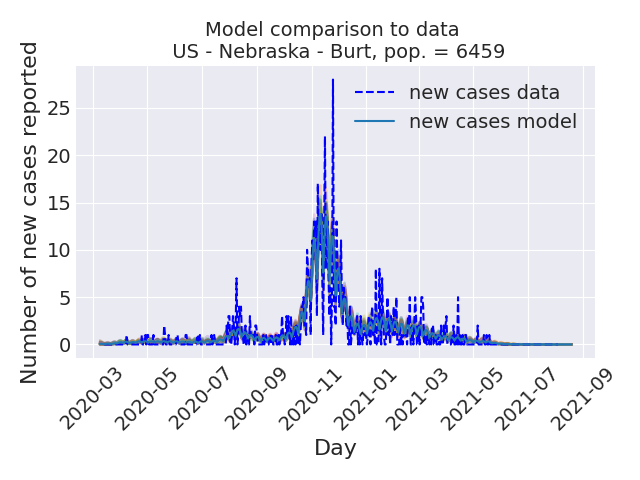 Model comparison to data
US - Nebraska - Burt, pop. = 6459
Number of new cases reported
25
20
15
10
5
0
new cases data
new cases model
2020-03
2020-05
2020-07
2020-09
2020-11
2021-01
2021-03
2021-05
2021-07
2021-09
Day